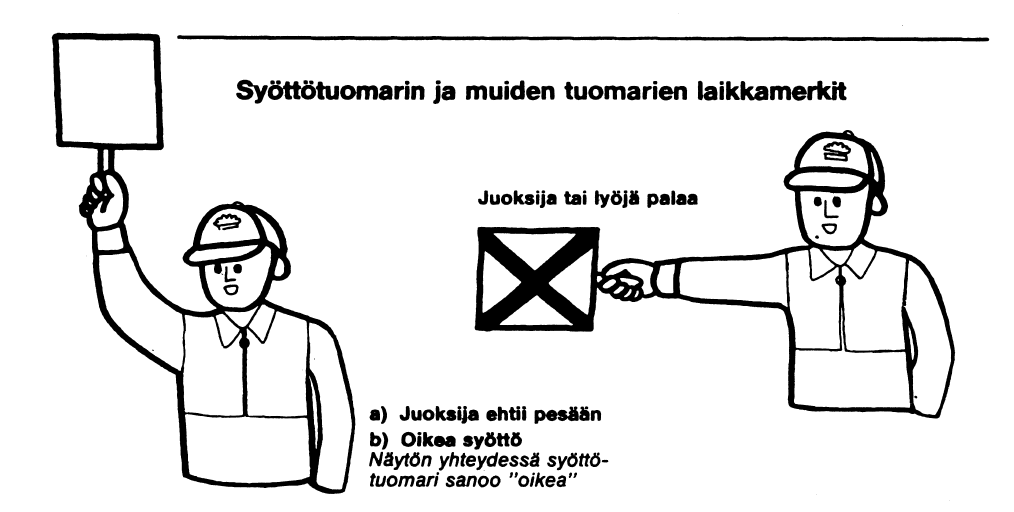 Syöttötuomarin ja muiden tuomarien laikkamerkit
Juoksija tai lyöjä palaa
a) Juoksija ehtii pesään
b) Oikea syöttö
Näytön yhteydessä syöttö-
tuomari sanoo "oikea"